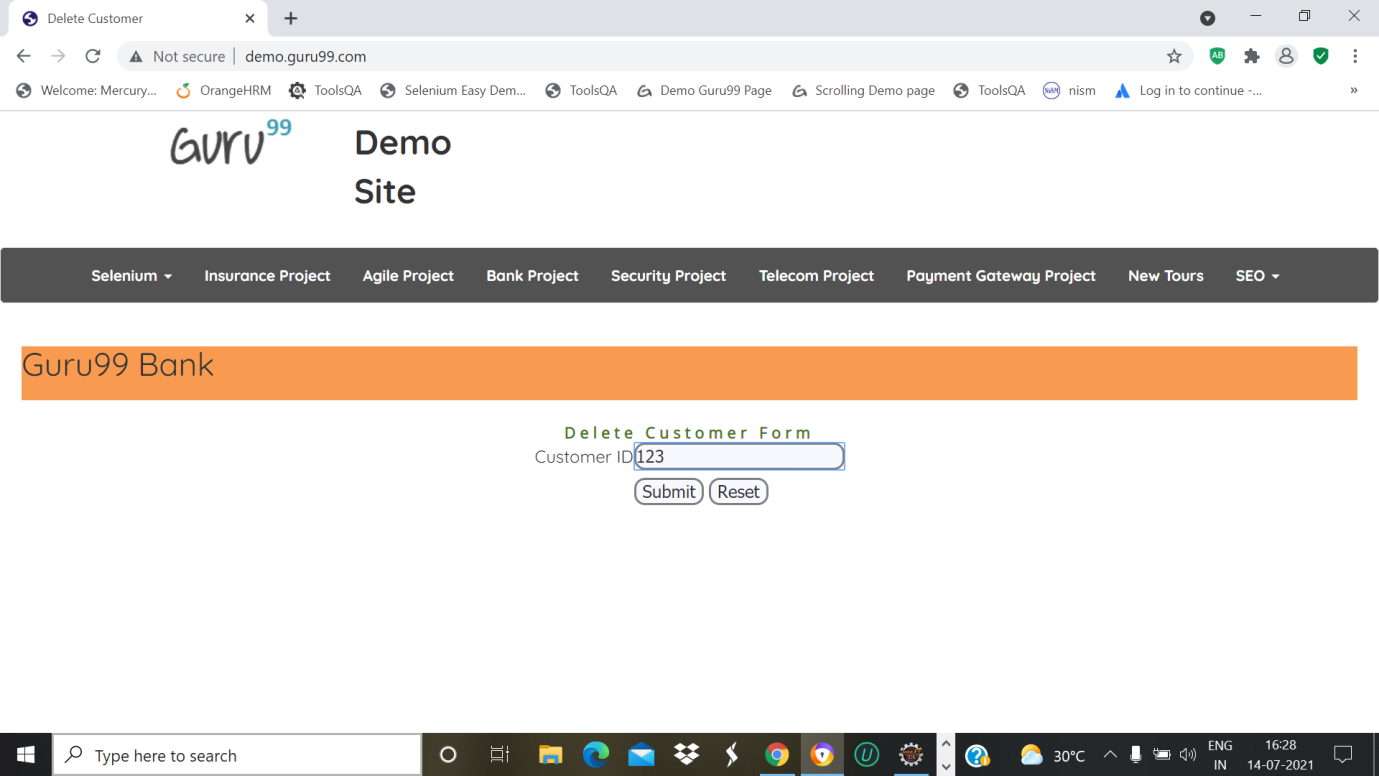 Delete Customer
Not secure demo.guru99.com
Welcome: Mercury... OrangeHRM ToolsQA Selenium Easy Dem... ToolsQA Demo Guru99 Page Scrolling Demo page ToolsQA NISM nism Log in to continue -... »
Guru99
Demo
Site
Selenium Insurance Project Agile Project Bank Project Security Project Telecom Project Payment Gateway Project New Tours SEO
Guru99 Bank
Delete Customer Form
Customer ID 123
Submit Reset
Type here to search
30°C
ENG 16:28
IN 14-07-2021